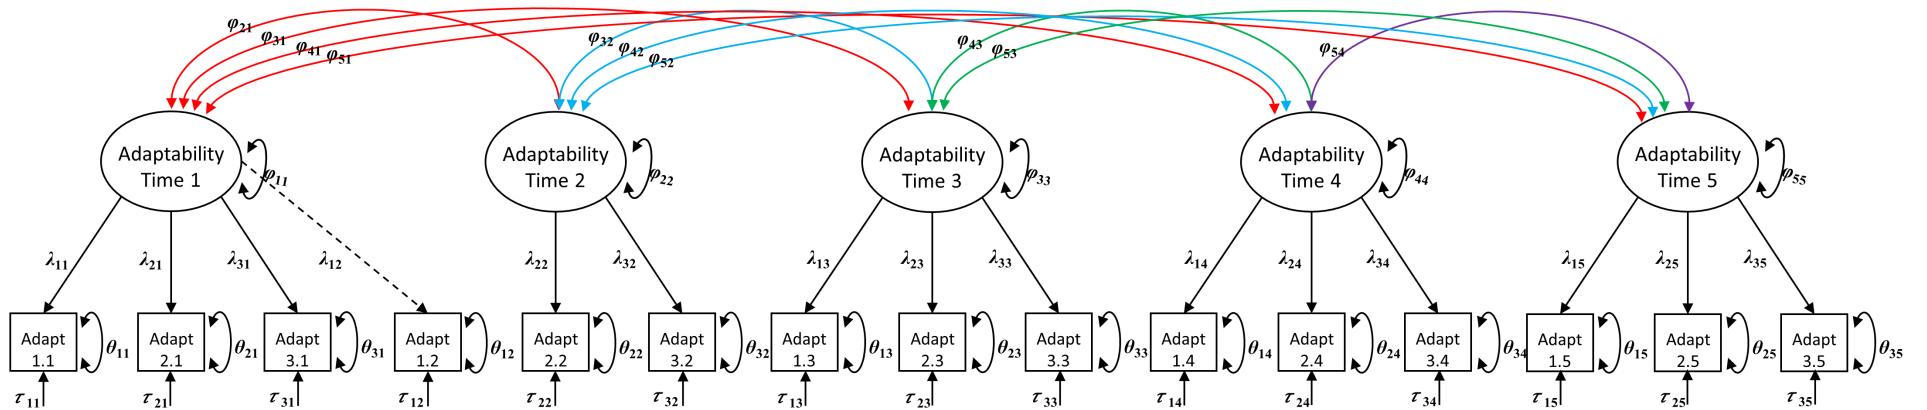 φ21
φ31
φ41
φ51
φ32
φ42
φ52
φ43
φ53
φ54
Adaptability
Time 1
φ11
Adaptability
Time 2
φ22
Adaptability
Time 3
φ33
Adaptability
Time 4
φ44
Adaptability
Time 5
φ55
λ11
λ21
λ31
λ12
λ22
λ32
λ13
λ23
λ33
λ14
λ24
λ34
λ15
λ25
λ35
Adapt
1.1
θ11
Adapt
2.1
θ21
Adapt
3.1
θ31
Adapt
1.2
θ12
Adapt
2.2
θ22
Adapt
3.2
θ32
Adapt
1.3
θ13
Adapt
2.3
θ23
Adapt
3.3
θ33
Adapt
1.4
θ14
Adapt
2.4
θ24
Adapt
3.4
θ34
Adapt
1.5
θ15
Adapt
2.5
θ25
Adapt
3.5
θ35
τ11
τ21
τ31
τ12
τ22
τ32
τ13
τ23
τ33
τ14
τ24
τ34
τ15
τ25
τ35